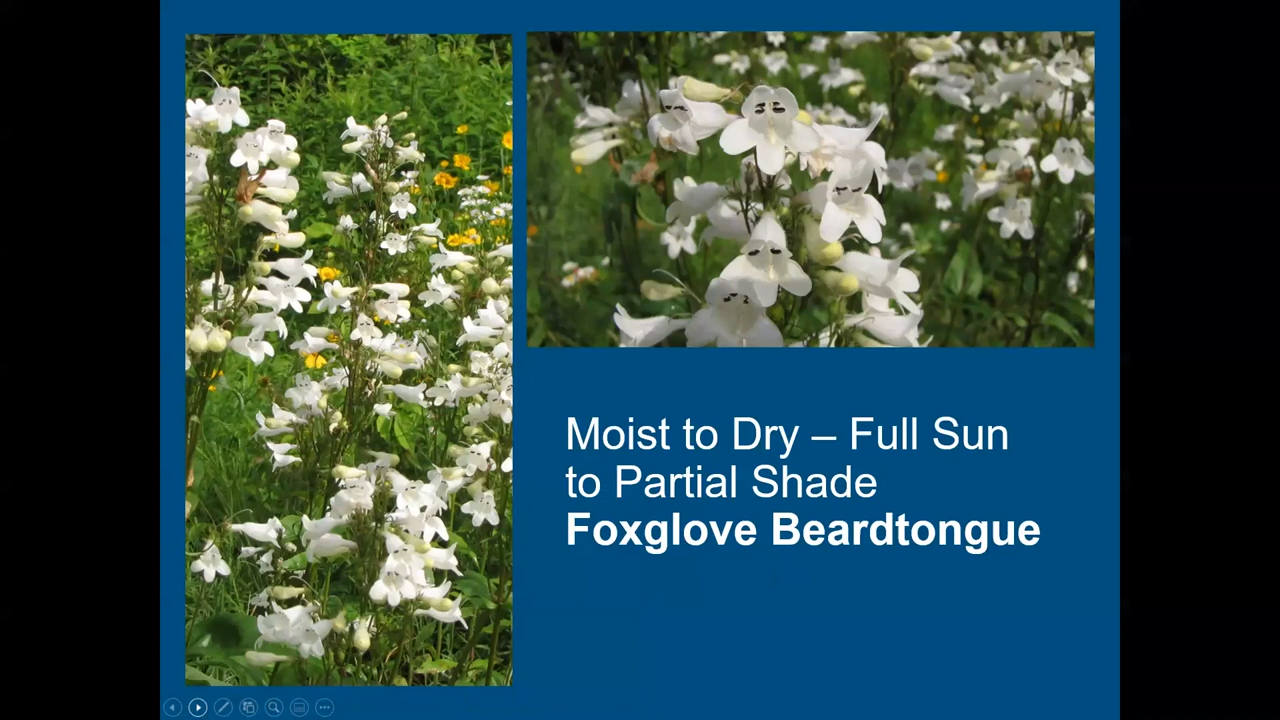 Moist to Dry – Full Sun
to Partial Shade
Foxglove Beardtongue